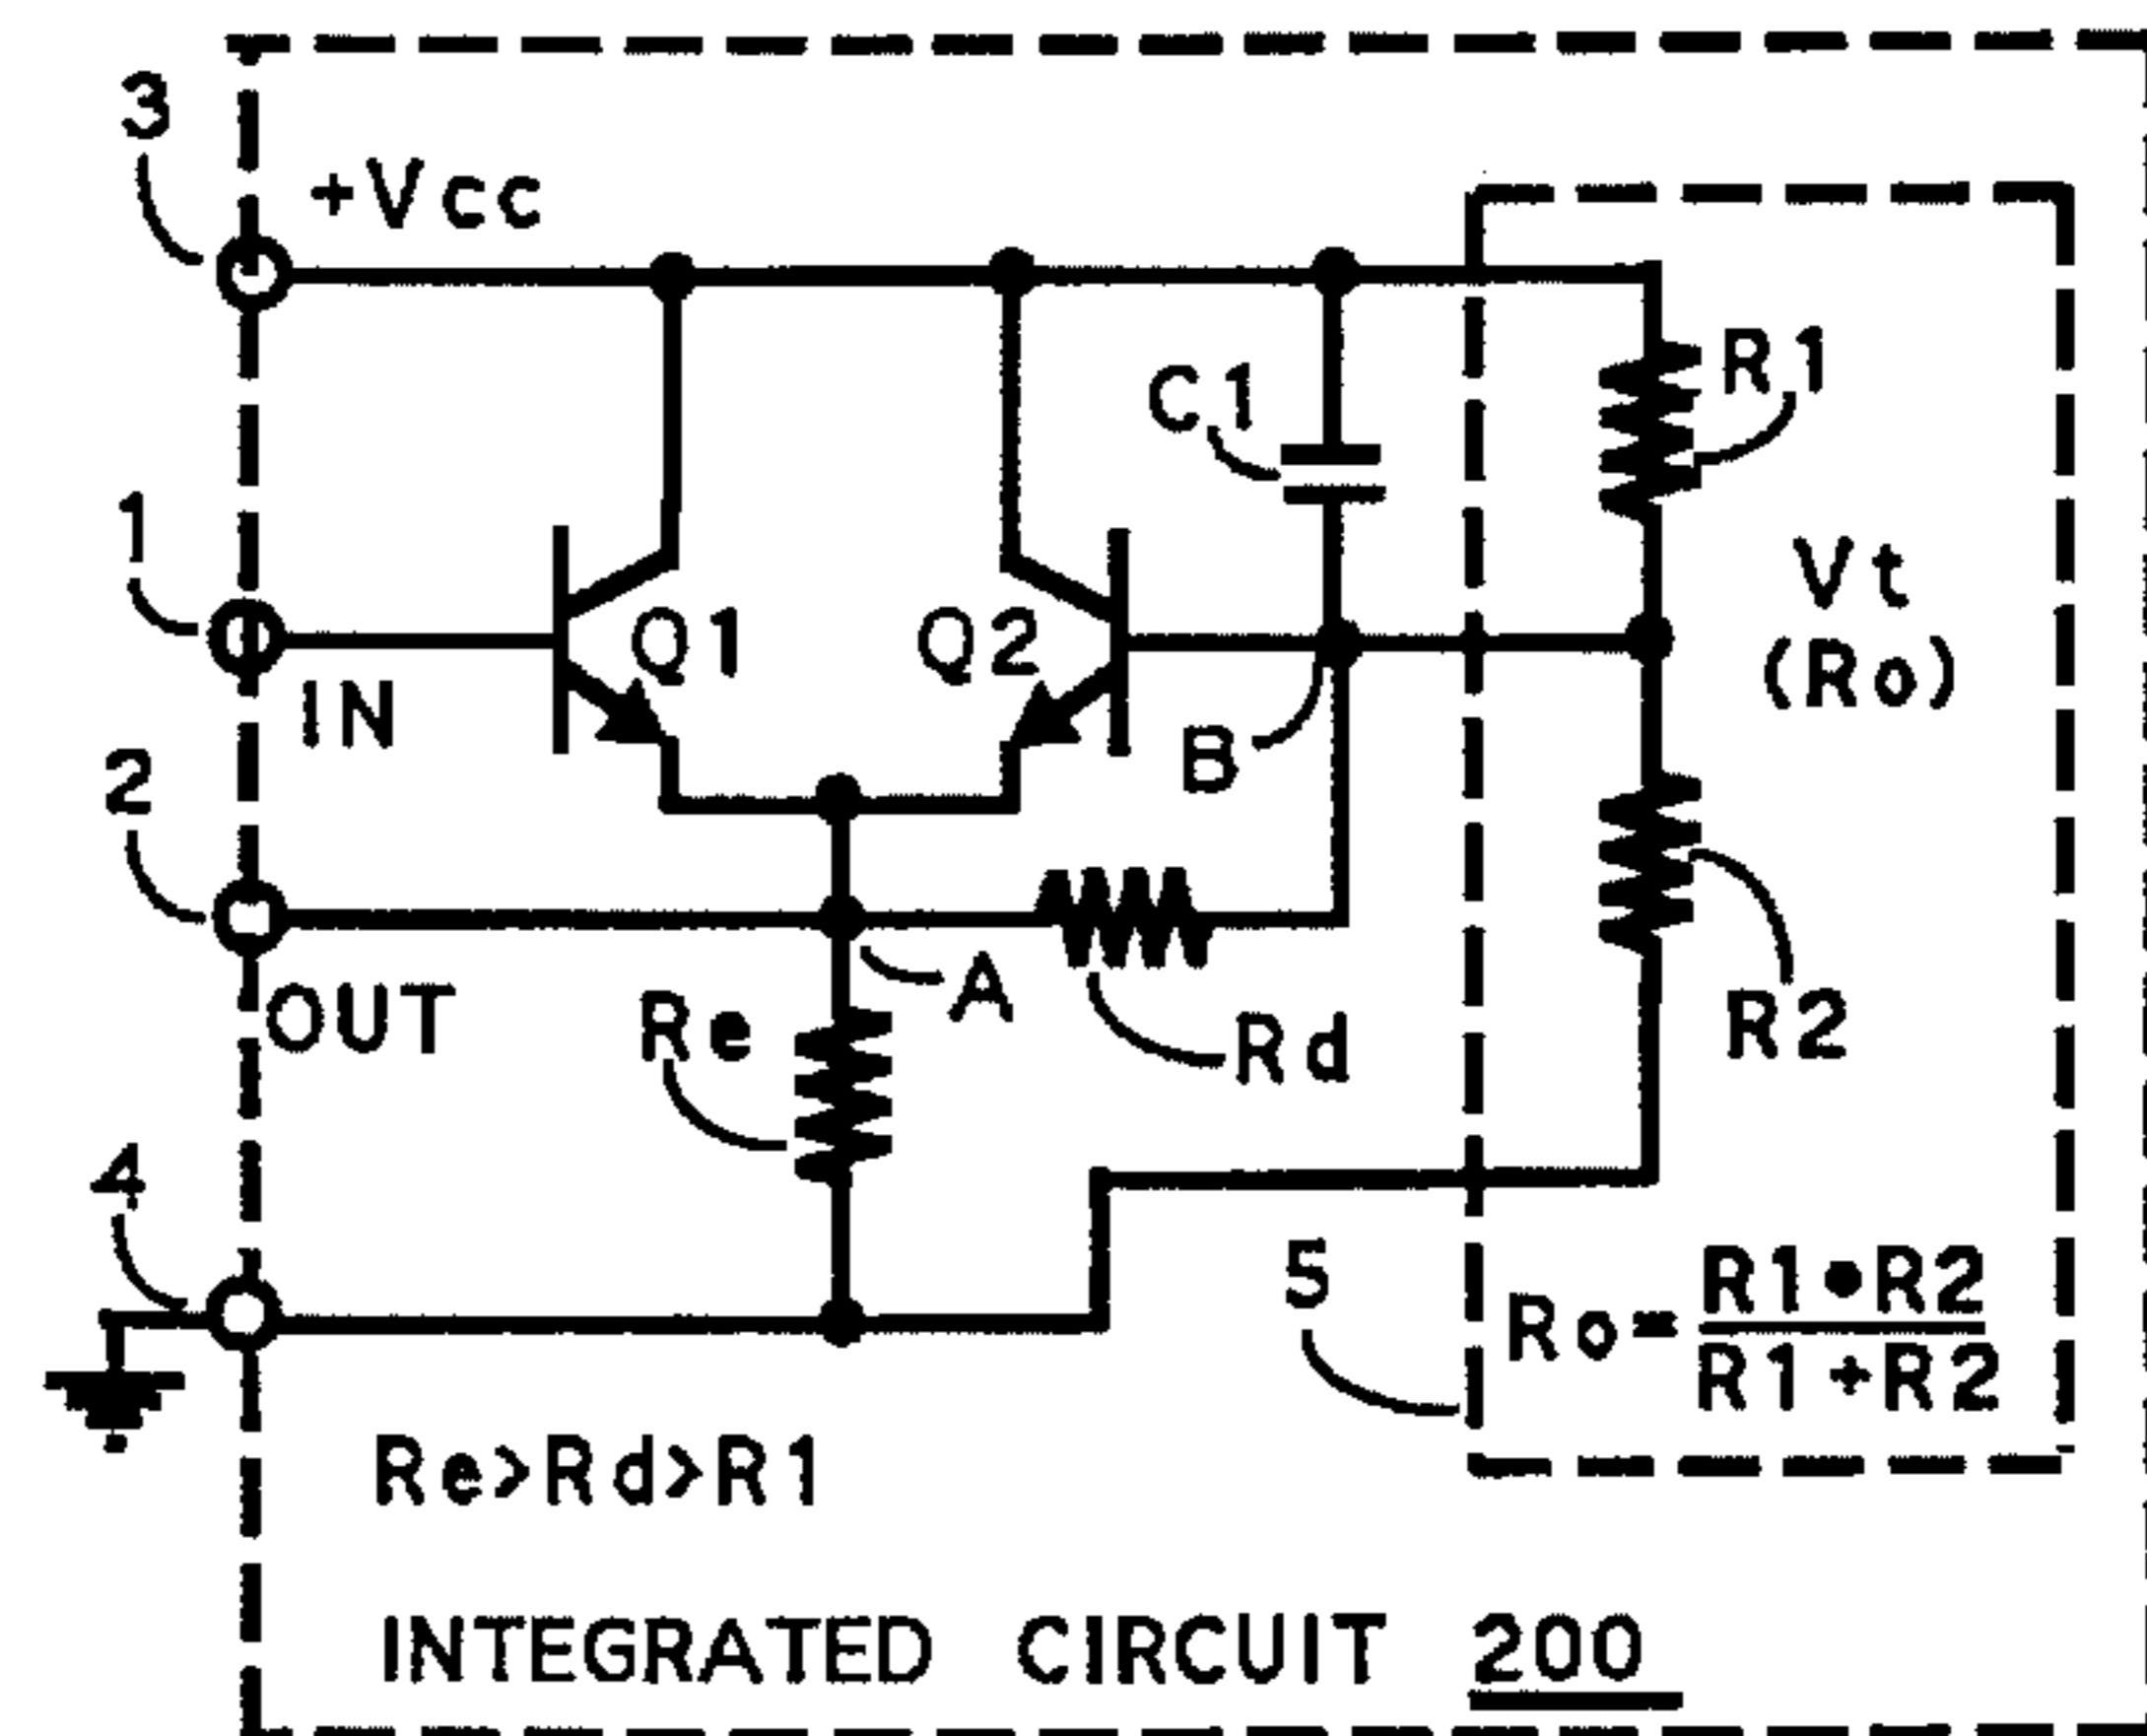 3
+Vcc
R1
C1
1
Vt
(Ro)
Q1
Q2
IN
B
2
A
OUT
Re
Rd
R2
4
5
Ro=R1•R2
R1+R2
Re>Rd>R1
INTEGRATED CIRCUIT 200